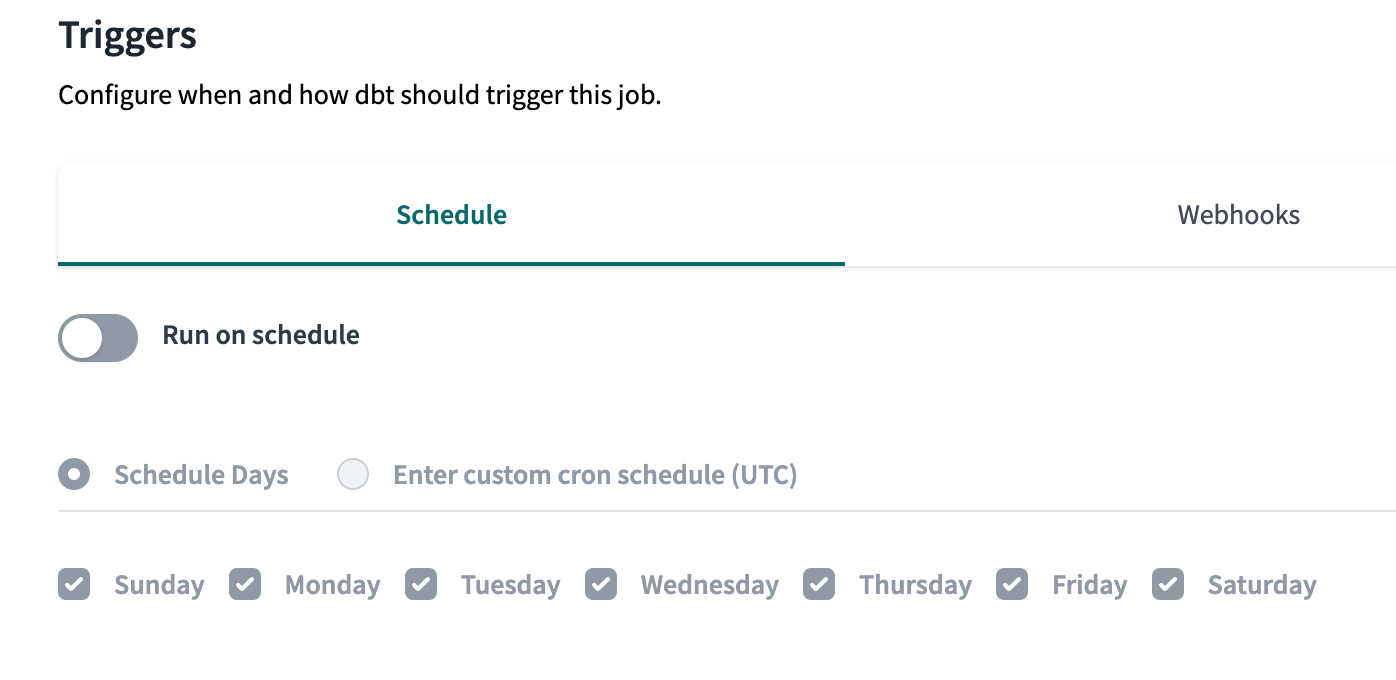 Triggers
Configure when and how dbt should trigger this job.
Schedule Webhooks
Run on schedule
Schedule Days Enter custom cron schedule (UTC)
Sunday Monday Tuesday Wednesday Thursday Friday Saturday